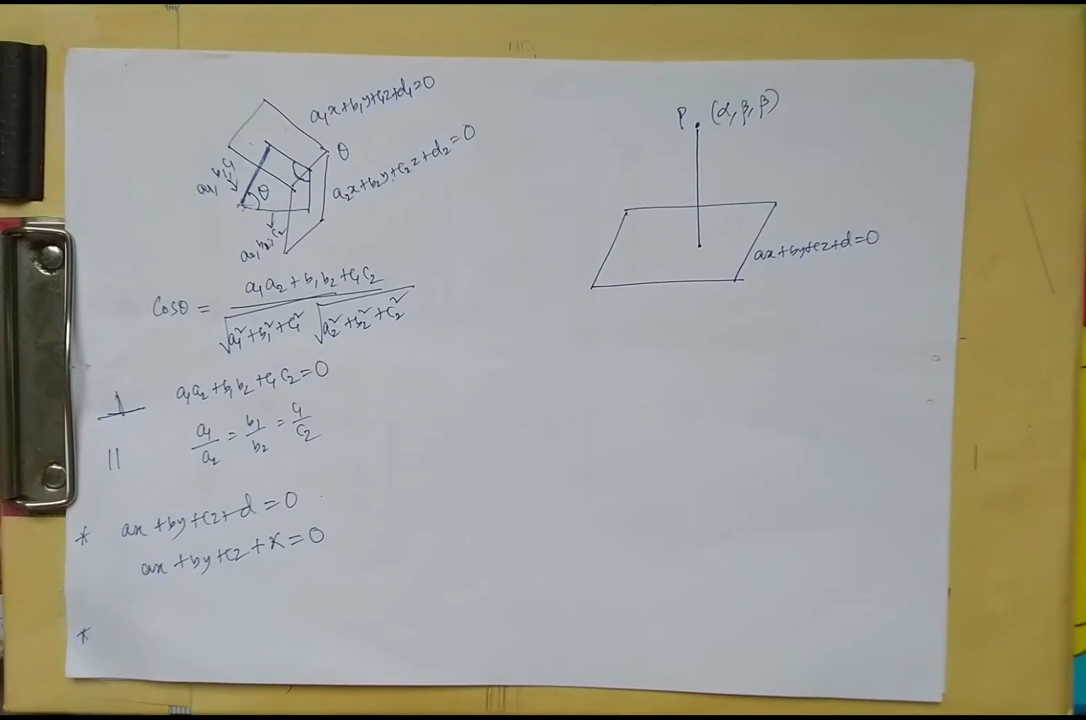 a₁x+b₁y+c₁z+d₁=0
θ
a₂x+b₂y+c₂z+d₂=0
a₁, b₁, c₁
θ
a₂, b₂, c₂
Cosθ = a₁a₂+b₁b₂+c₁c₂ / √a₁²+b₁²+c₁² √a₂²+b₂²+c₂²
⊥ a₁a₂+b₁b₂+c₁c₂=0
|| a₁/a₂ = b₁/b₂ = c₁/c₂
* ax+by+cz+d=0
ax+by+cz+k=0
*
P (α, β, β)
ax+by+cz+d=0